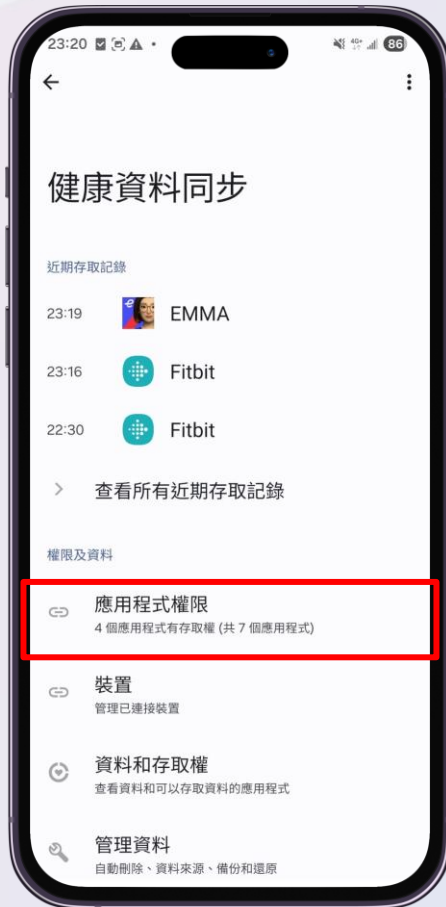 23:20
40+
86
健康資料同步
近期存取記錄
23:19 EMMA
23:16 Fitbit
22:30 Fitbit
查看所有近期存取記錄
權限及資料
應用程式權限
4 個應用程式有存取權 (共 7 個應用程式)
裝置
管理已連接裝置
資料和存取權
查看資料和可以存取資料的應用程式
管理資料
自動刪除、資料來源、備份和還原